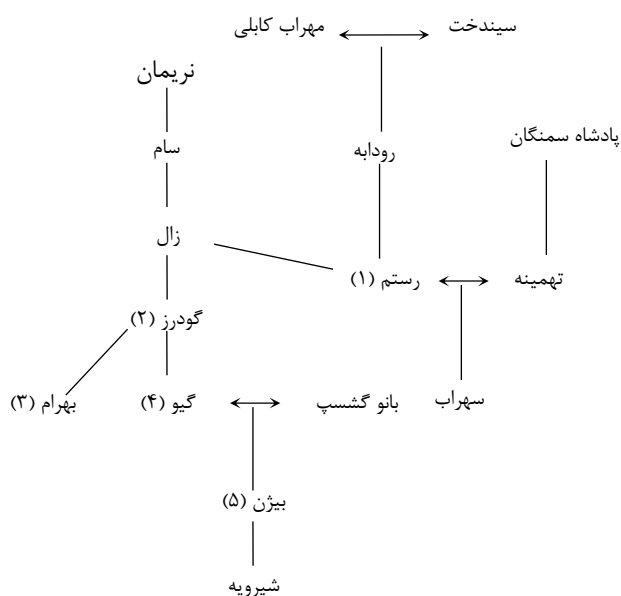 سیندخت مهراب کابلی
نریمان
پادشاه سمنگان
رودابه سام
زال
تهمینه رستم (۱)
گودرز (۲)
سهراب بانو گشسپ گیو (۴) بهرام (۳)
بیژن (۵)
شیرویه